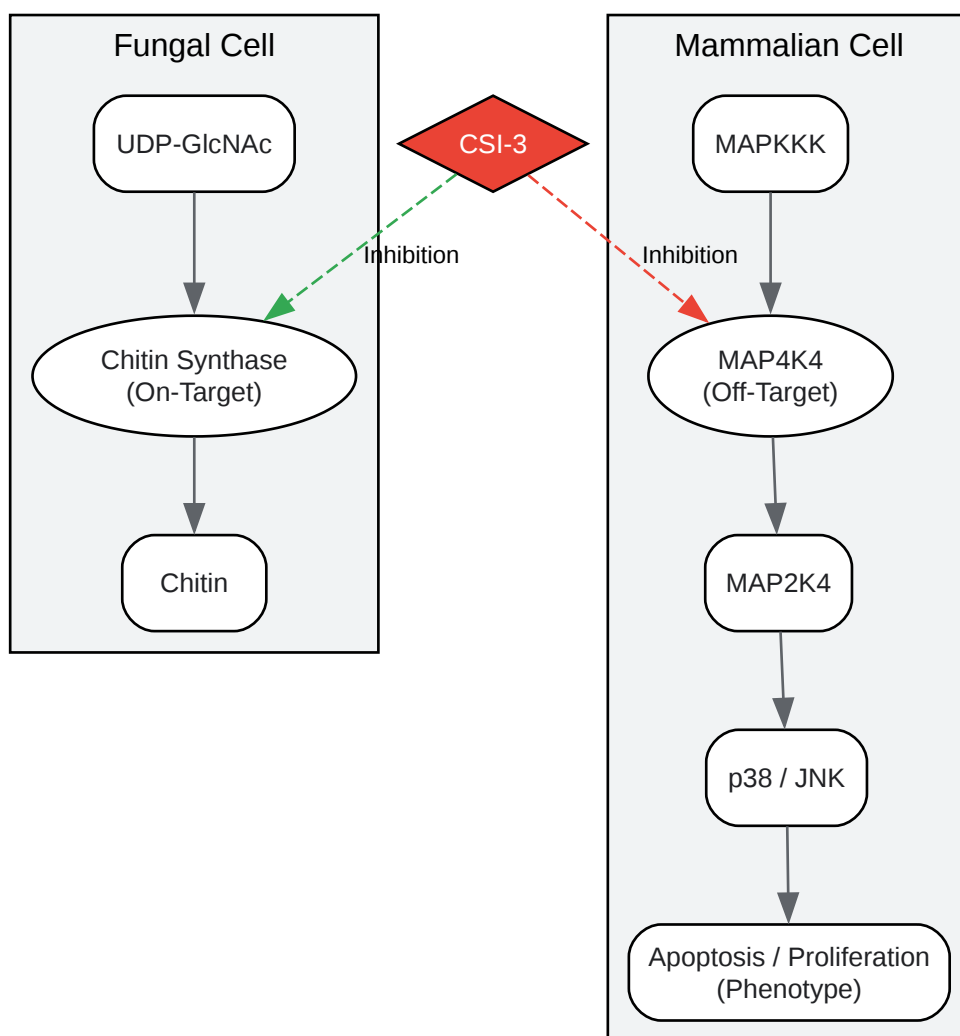 Fungal Cell
UDP-GlcNAc
Chitin Synthase
(On-Target)
Chitin
CSI-3
Inhibition
Inhibition
Mammalian Cell
MAPKKK
MAP4K4
(Off-Target)
MAP2K4
p38 / JNK
Apoptosis / Proliferation
(Phenotype)